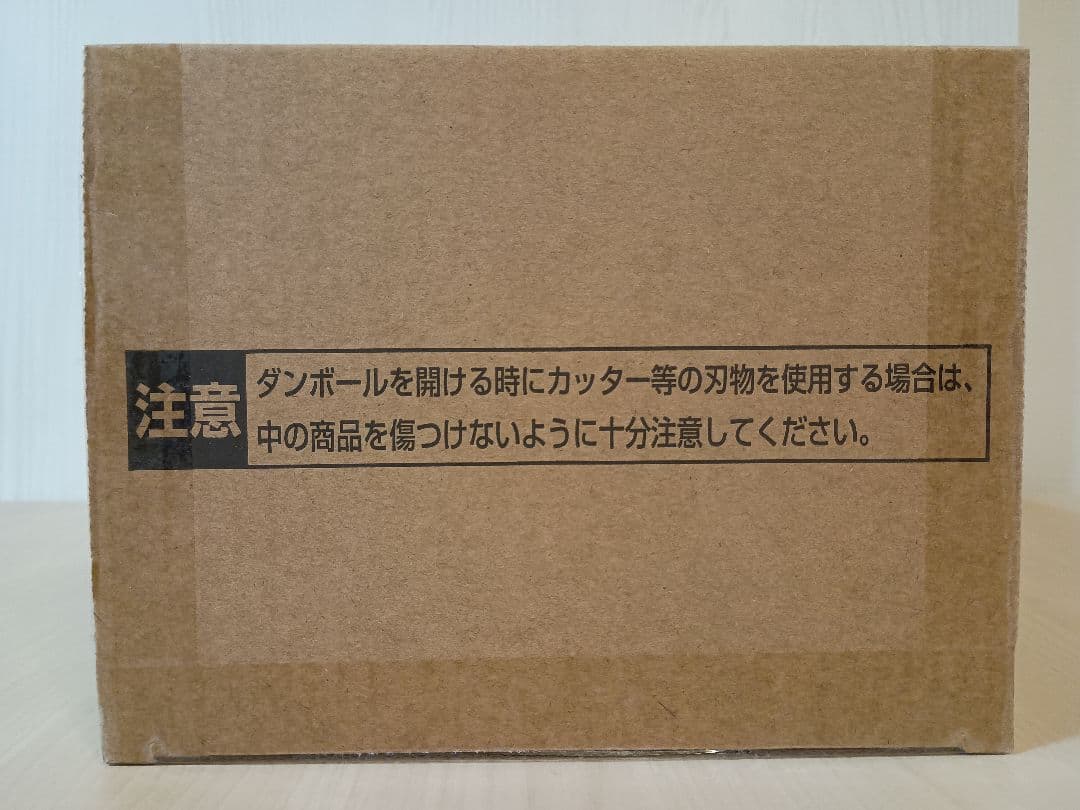 注意
ダンボールを開ける時にカッター等の刃物を使用する場合は、
中の商品を傷つけないように十分注意してください。